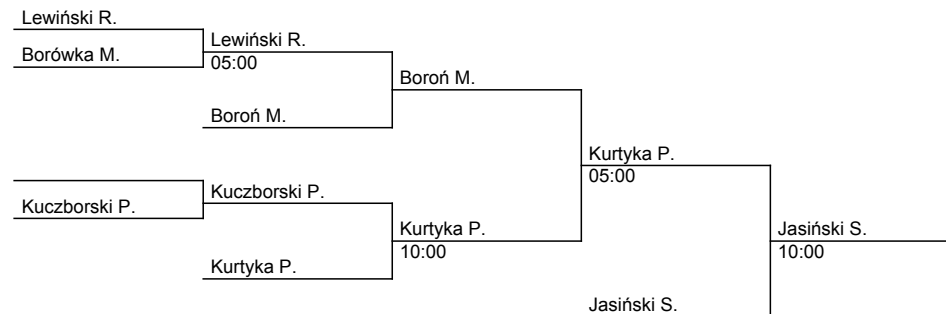 Lewiński R.
Borówka M.
Lewiński R.
05:00
Boroń M.
Boroń M.
Kuczborski P.
Kuczborski P.
Kurtyka P.
Kurtyka P.
10:00
Kurtyka P.
05:00
Jasiński S.
Jasiński S.
10:00